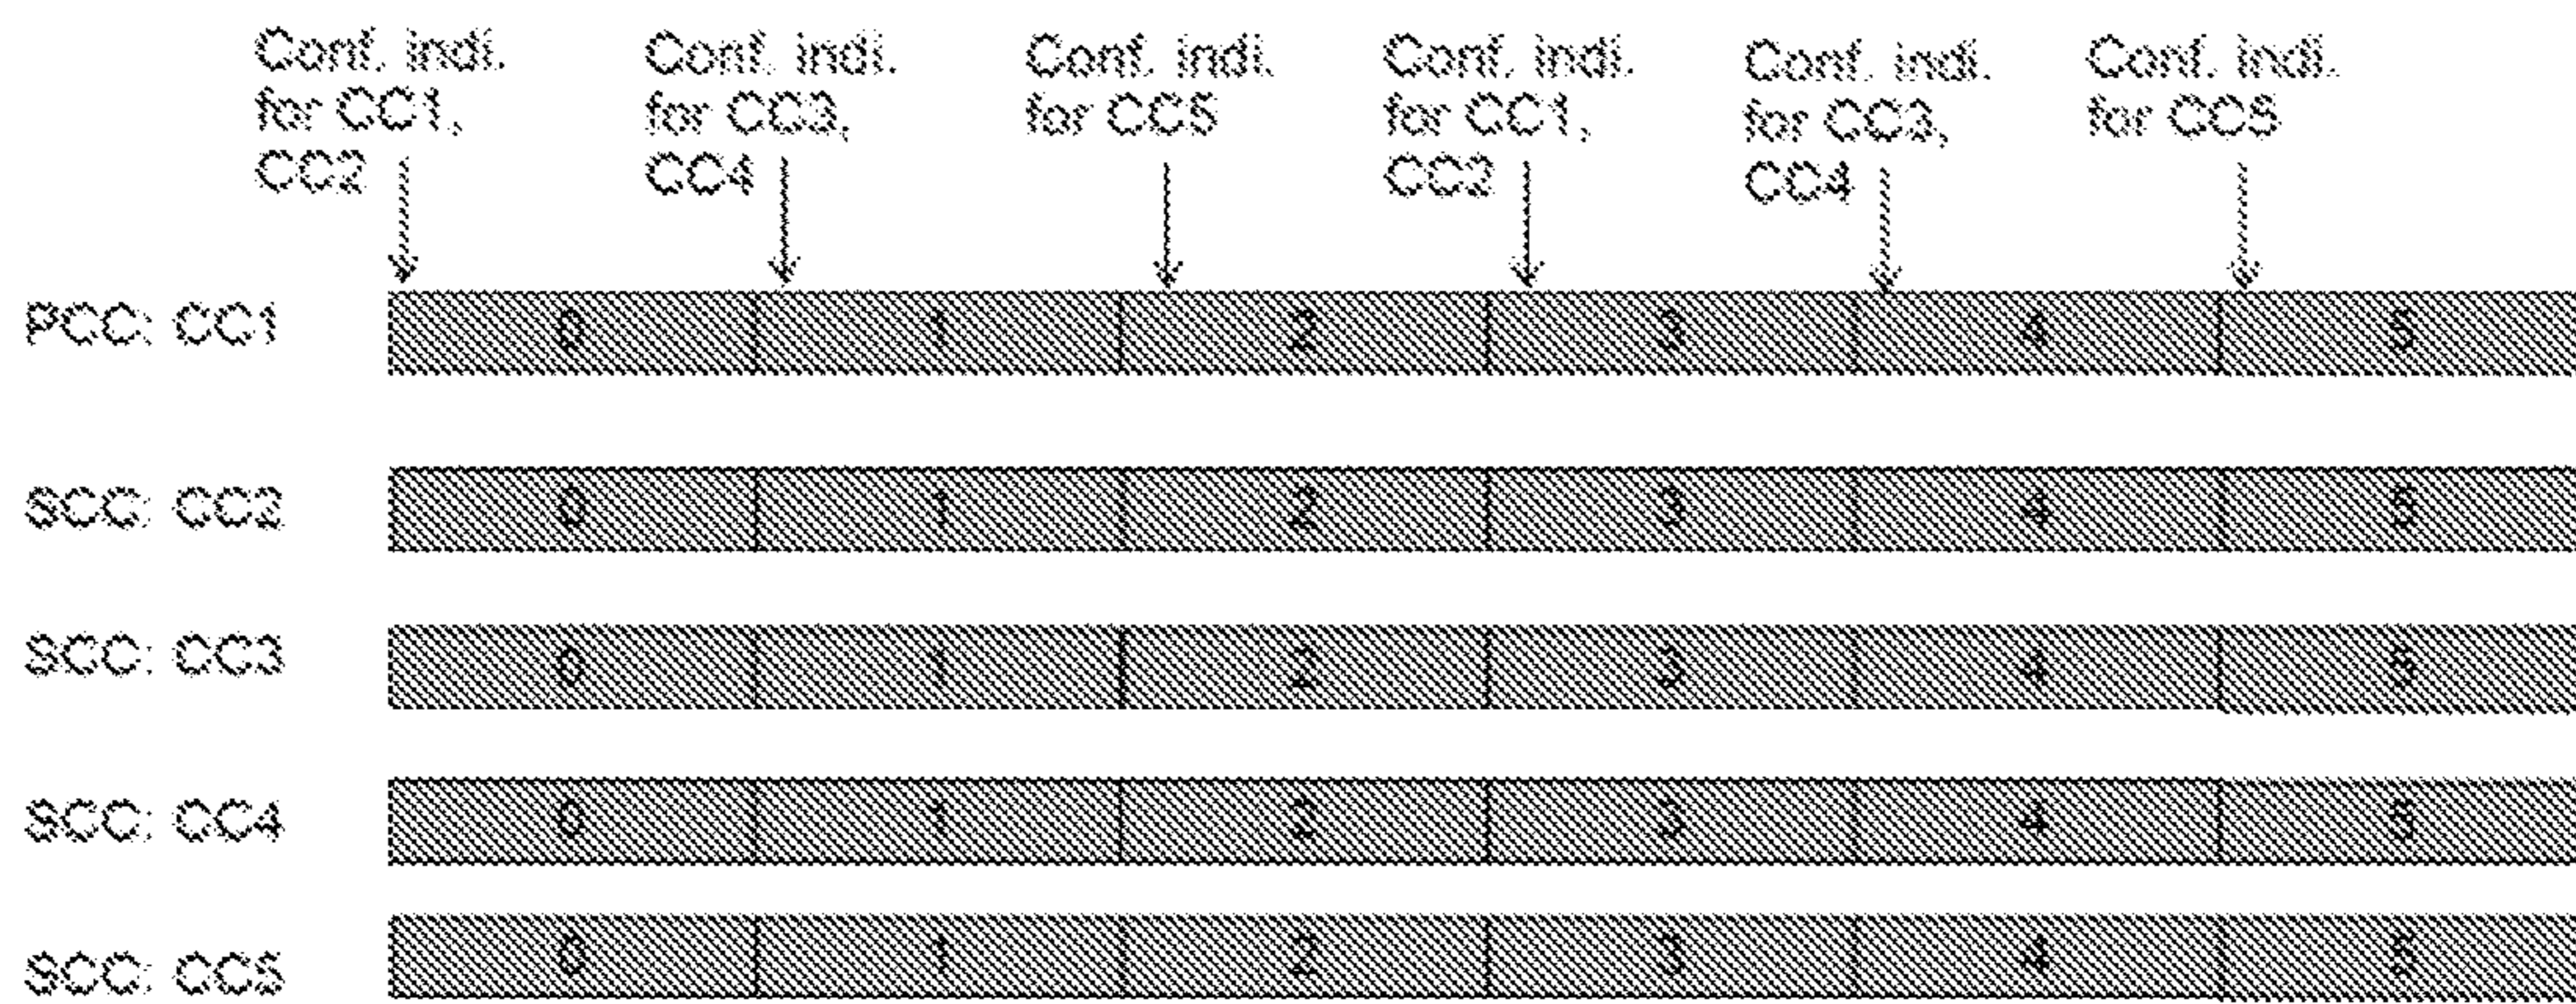 Conf. indi.
for CC1,
CC2
Conf. indi.
for CC3,
CC4
Conf. indi.
for CC5
Conf. indi.
for CC1,
CC2
Conf. indi.
for CC3,
CC4
Conf. indi.
for CC5
PCC: CC1 0 1 2 3 4 5
SCC: CC2 0 1 2 3 4 5
SCC: CC3 0 1 2 3 4 5
SCC: CC4 0 1 2 3 4 5
SCC: CC5 0 1 2 3 4 5